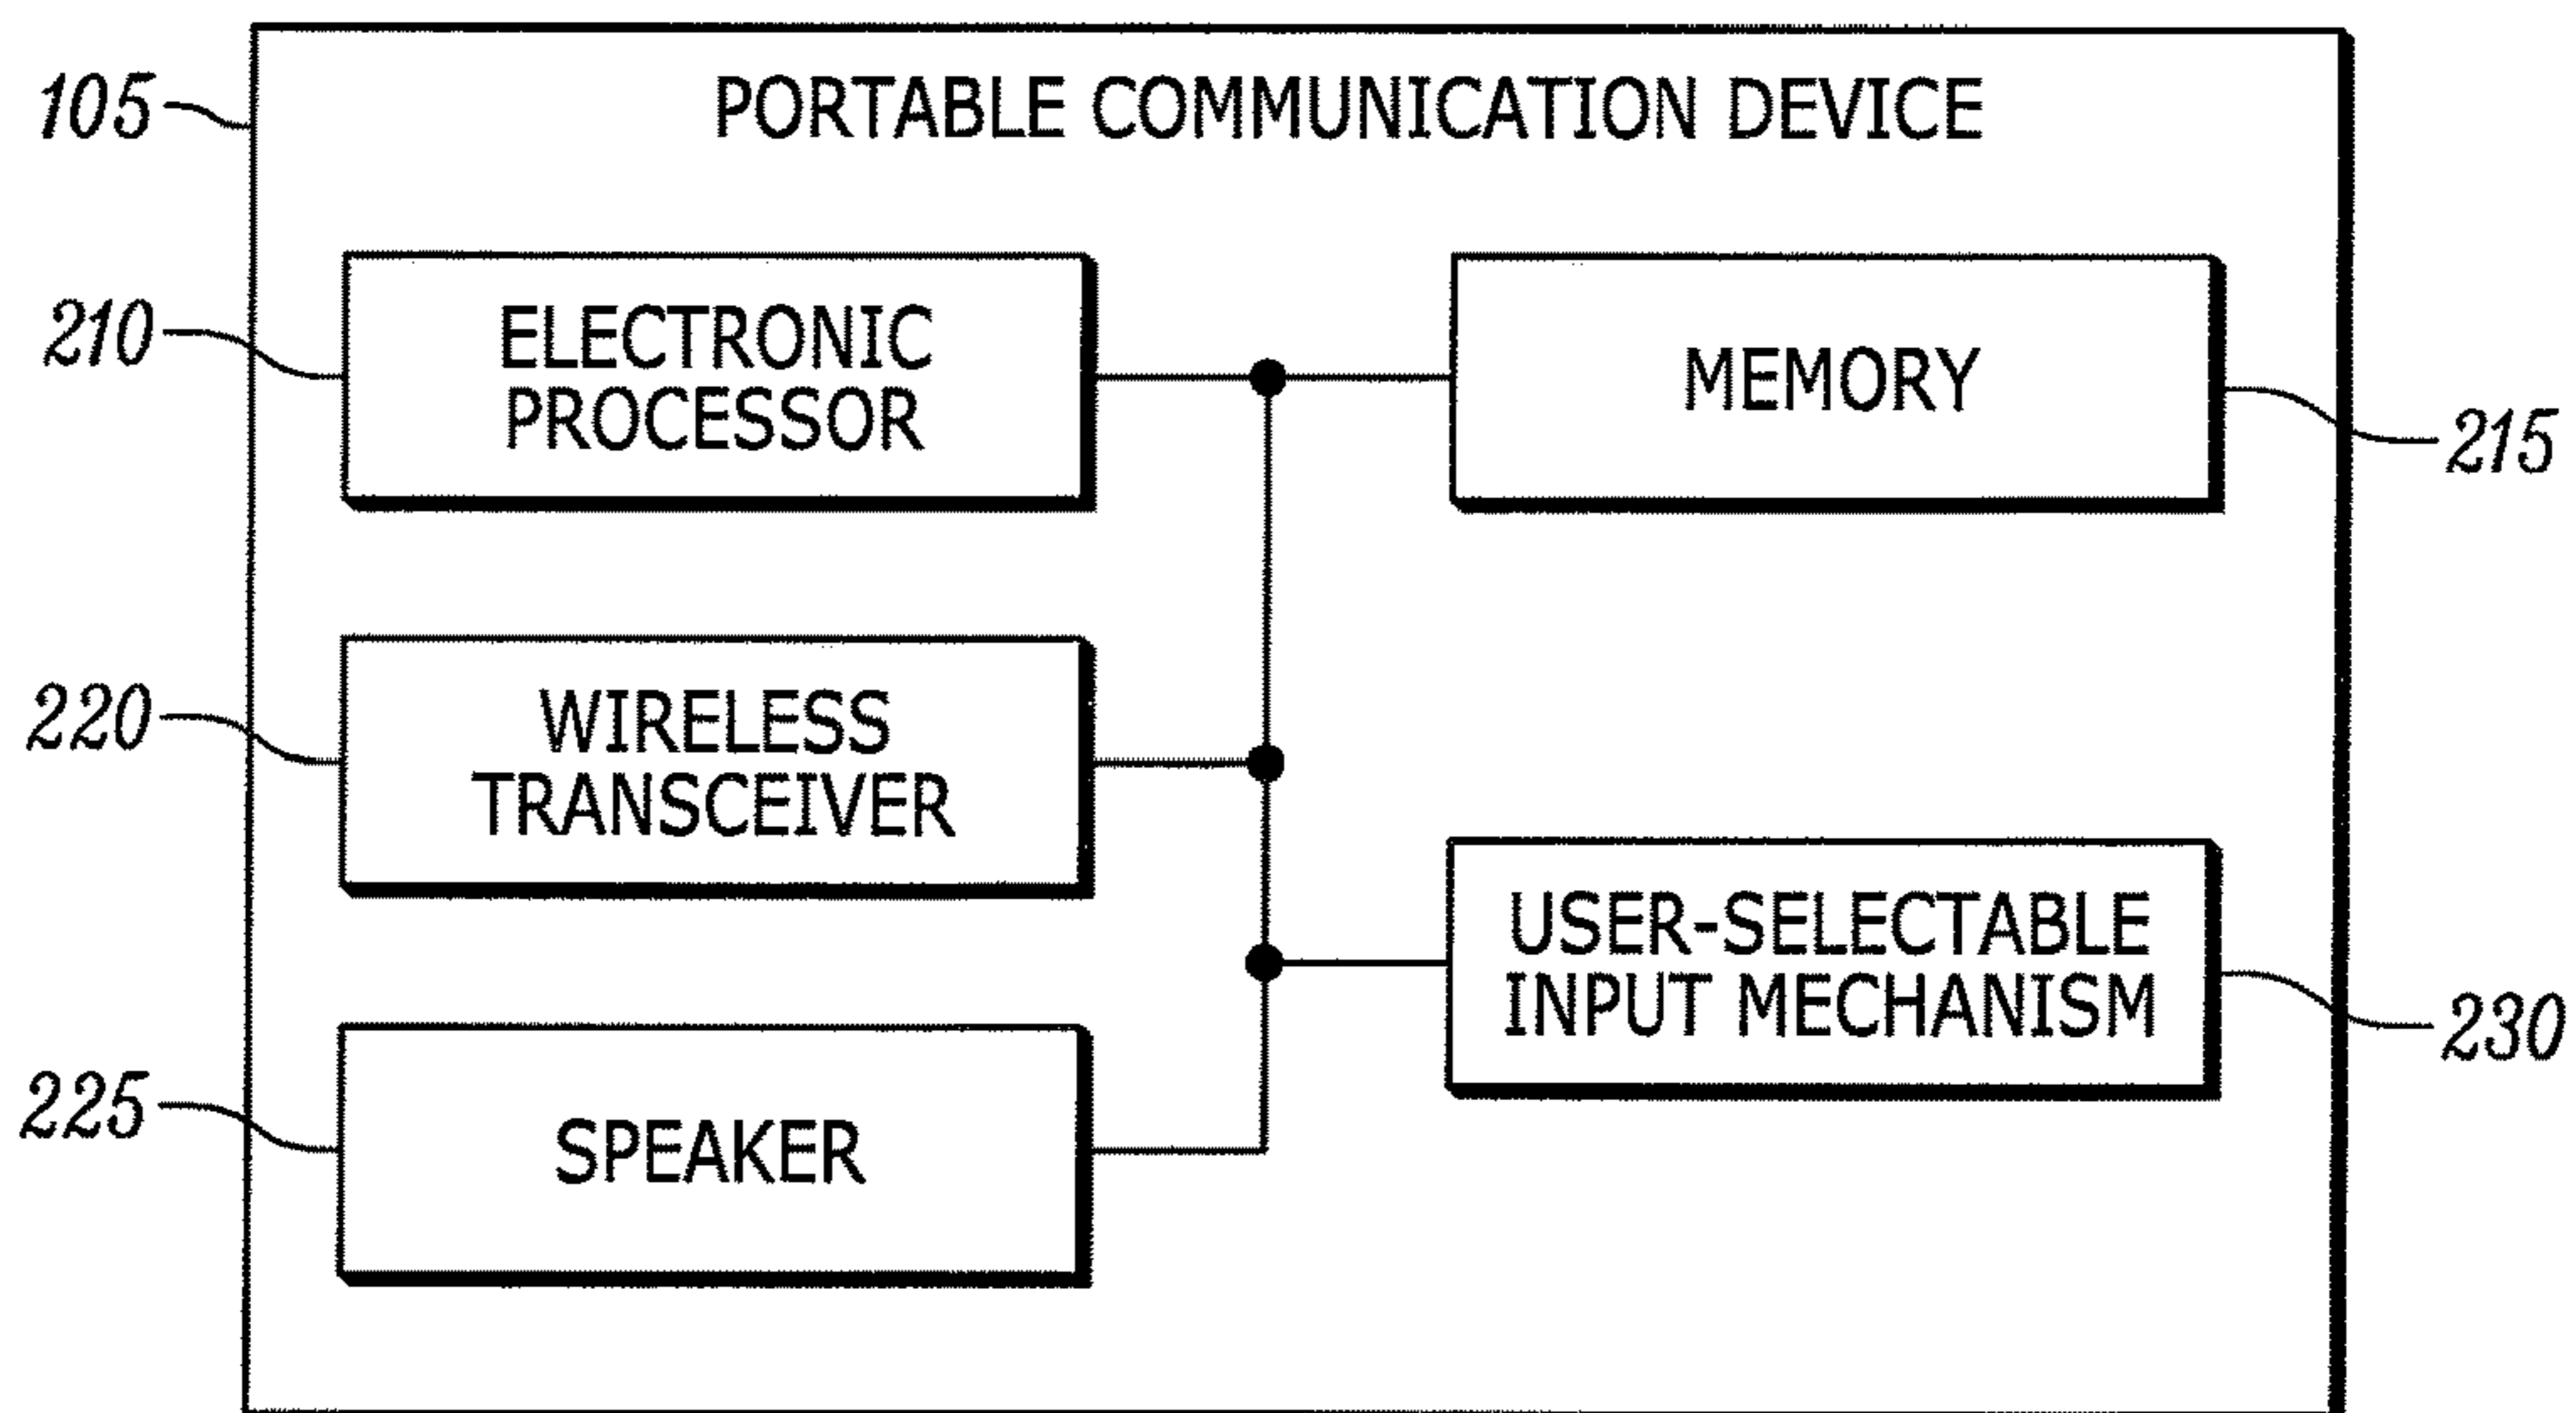 105
PORTABLE COMMUNICATION DEVICE
210
ELECTRONIC
PROCESSOR
MEMORY
215
220
WIRELESS
TRANSCEIVER
USER-SELECTABLE
INPUT MECHANISM
230
225
SPEAKER